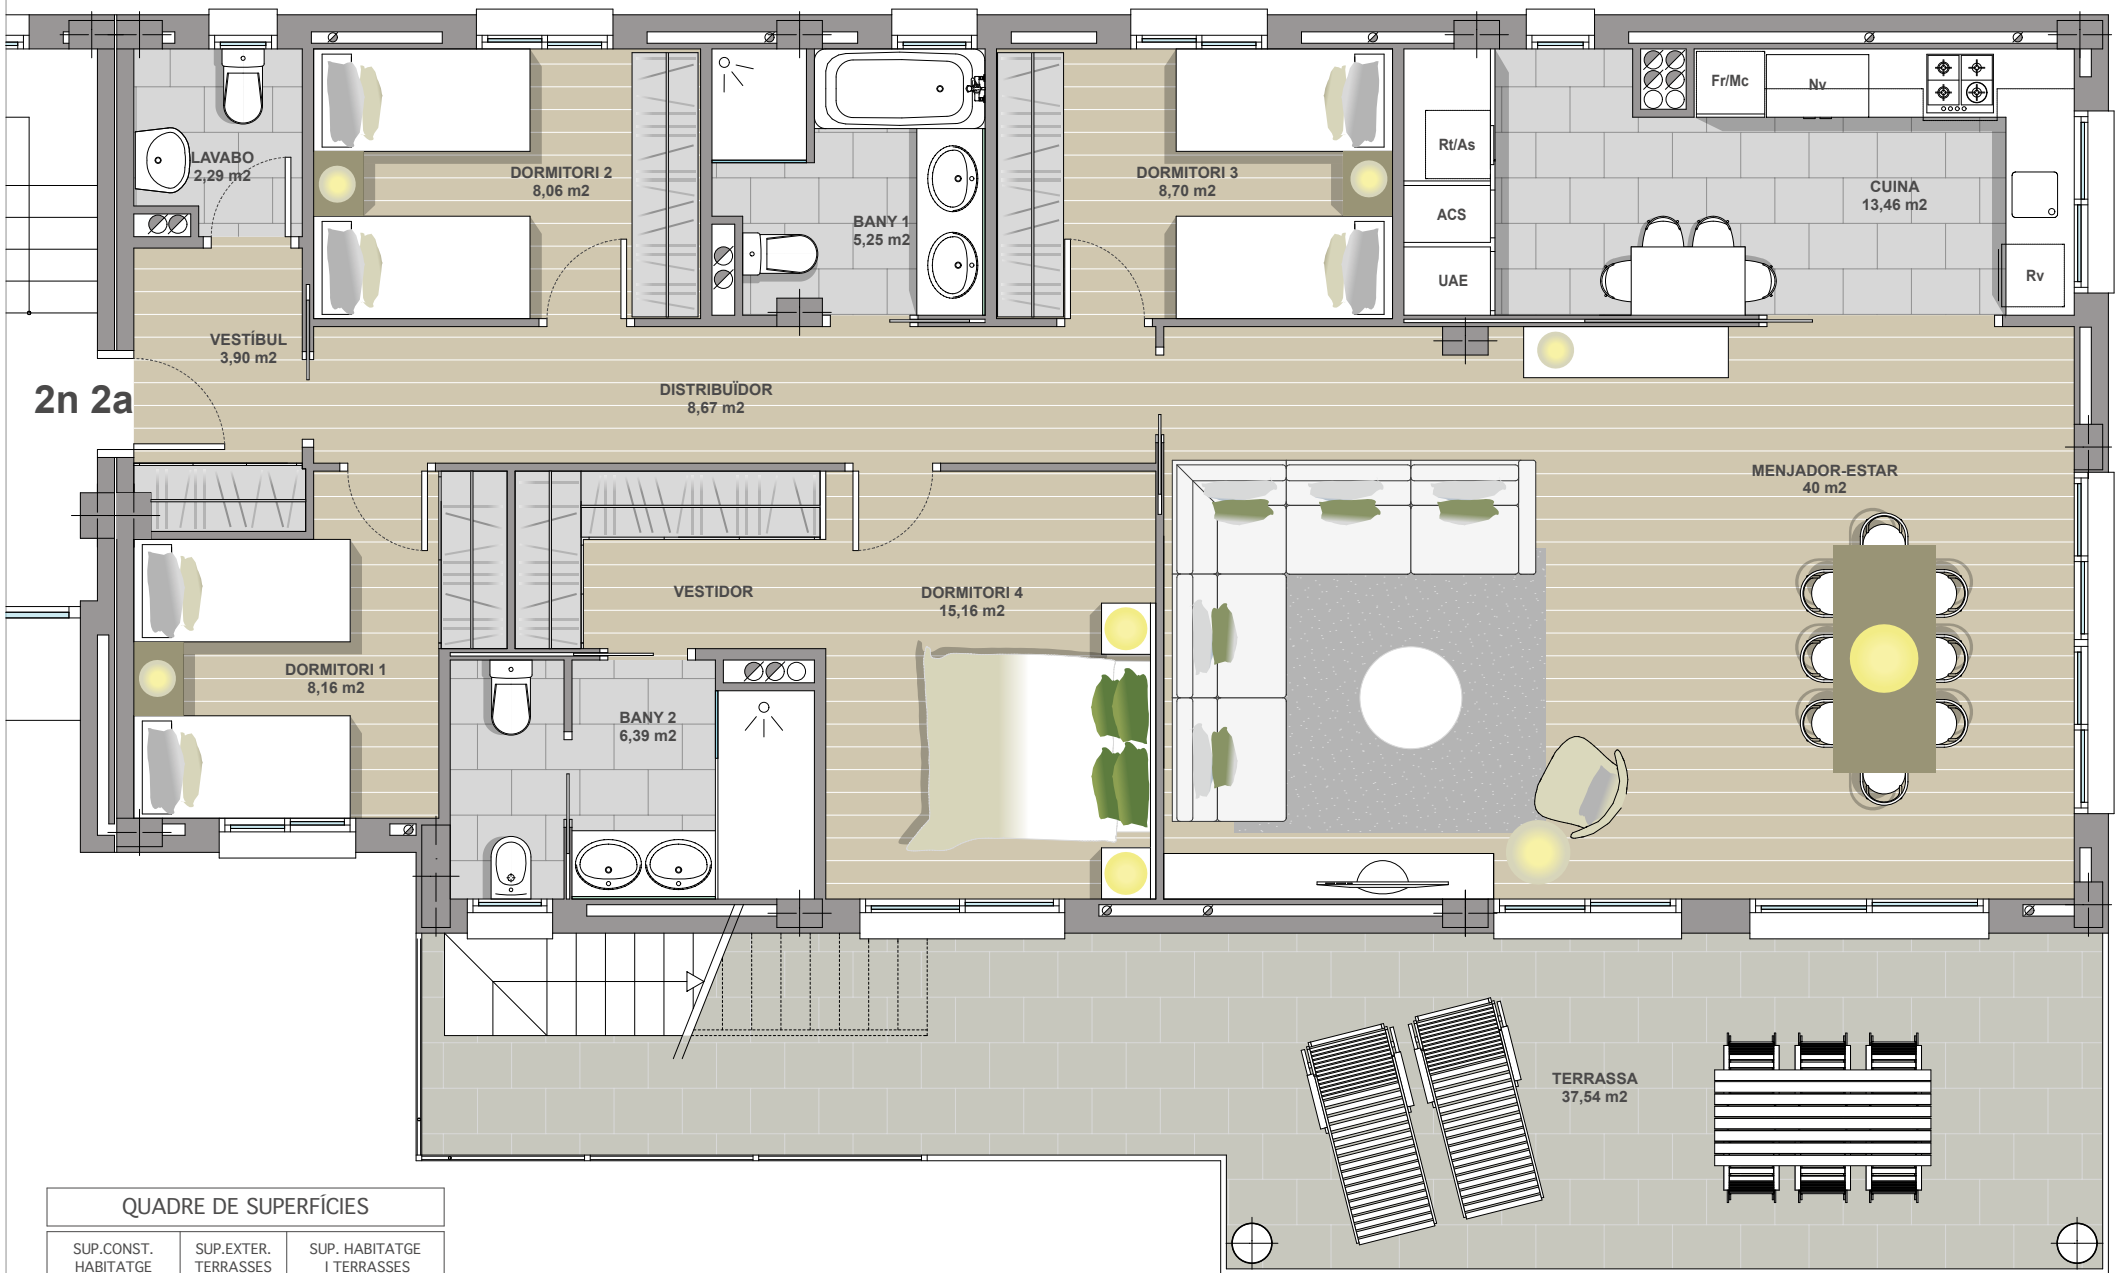 LAVABO
2,29 m2
DORMITORI 2
8,06 m2
BANY 1
5,25 m2
DORMITORI 3
8,70 m2
Rt/As
ACS
UAE
Fr/Mc
Nv
CUINA
13,46 m2
Rv
VESTÍBUL
3,90 m2
2n 2a
DISTRIBUÏDOR
8,67 m2
MENJADOR-ESTAR
40 m2
VESTIDOR
DORMITORI 4
15,16 m2
DORMITORI 1
8,16 m2
BANY 2
6,39 m2
TERRASSA
37,54 m2
QUADRE DE SUPERFÍCIES
SUP.CONST.
HABITATGE
SUP.EXTER.
TERRASSES
SUP. HABITATGE
I TERRASSES